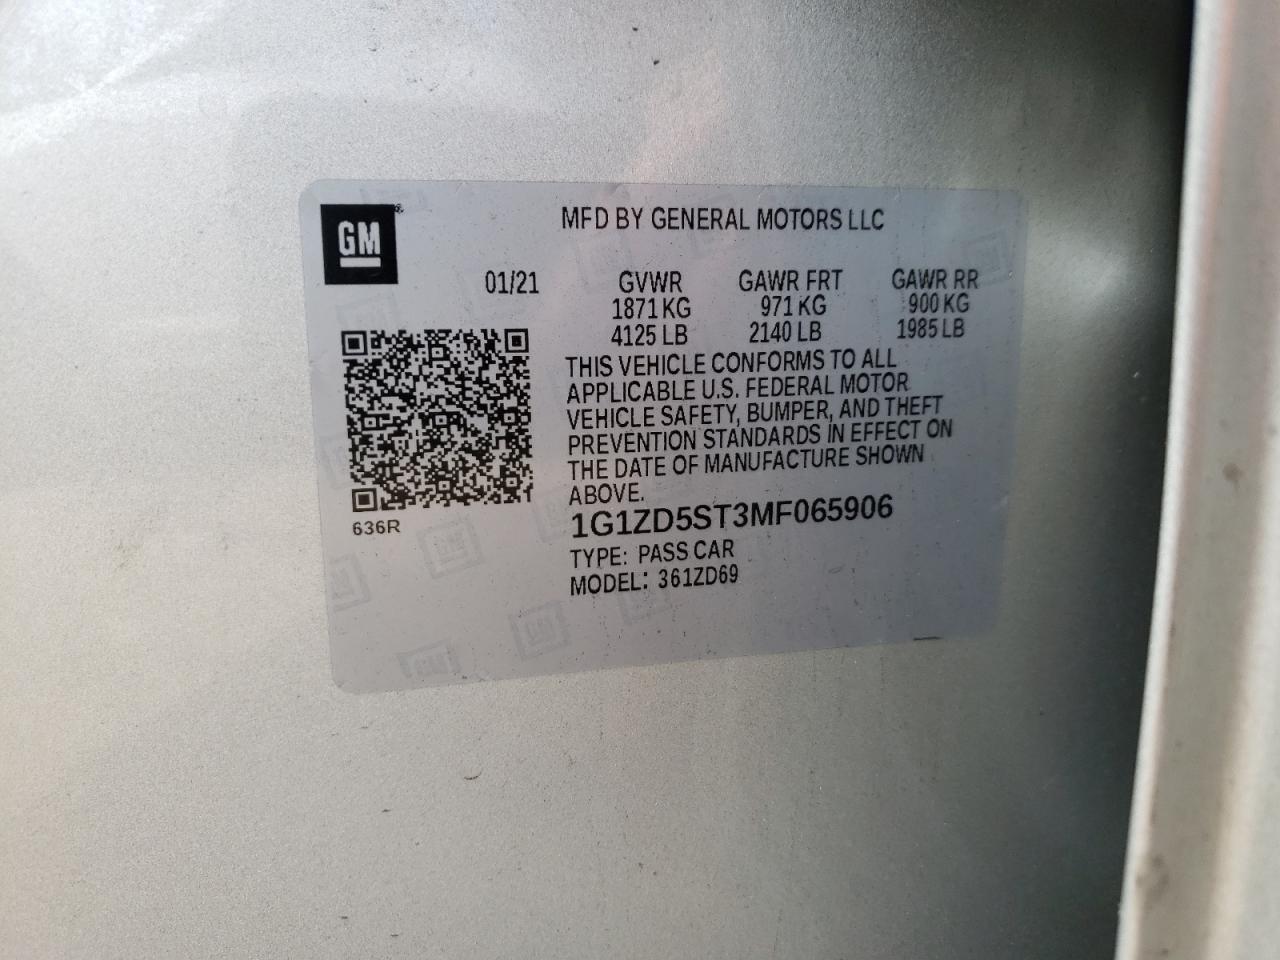 GM®
MFD BY GENERAL MOTORS LLC
01/21 GVWR GAWR FRT GAWR RR
1871 KG 971 KG 900 KG
4125 LB 2140 LB 1985 LB
THIS VEHICLE CONFORMS TO ALL
APPLICABLE U.S. FEDERAL MOTOR
VEHICLE SAFETY, BUMPER, AND THEFT
PREVENTION STANDARDS IN EFFECT ON
THE DATE OF MANUFACTURE SHOWN
ABOVE.
636R
1G1ZD5ST3MF065906
TYPE: PASS CAR
MODEL: 361ZD69